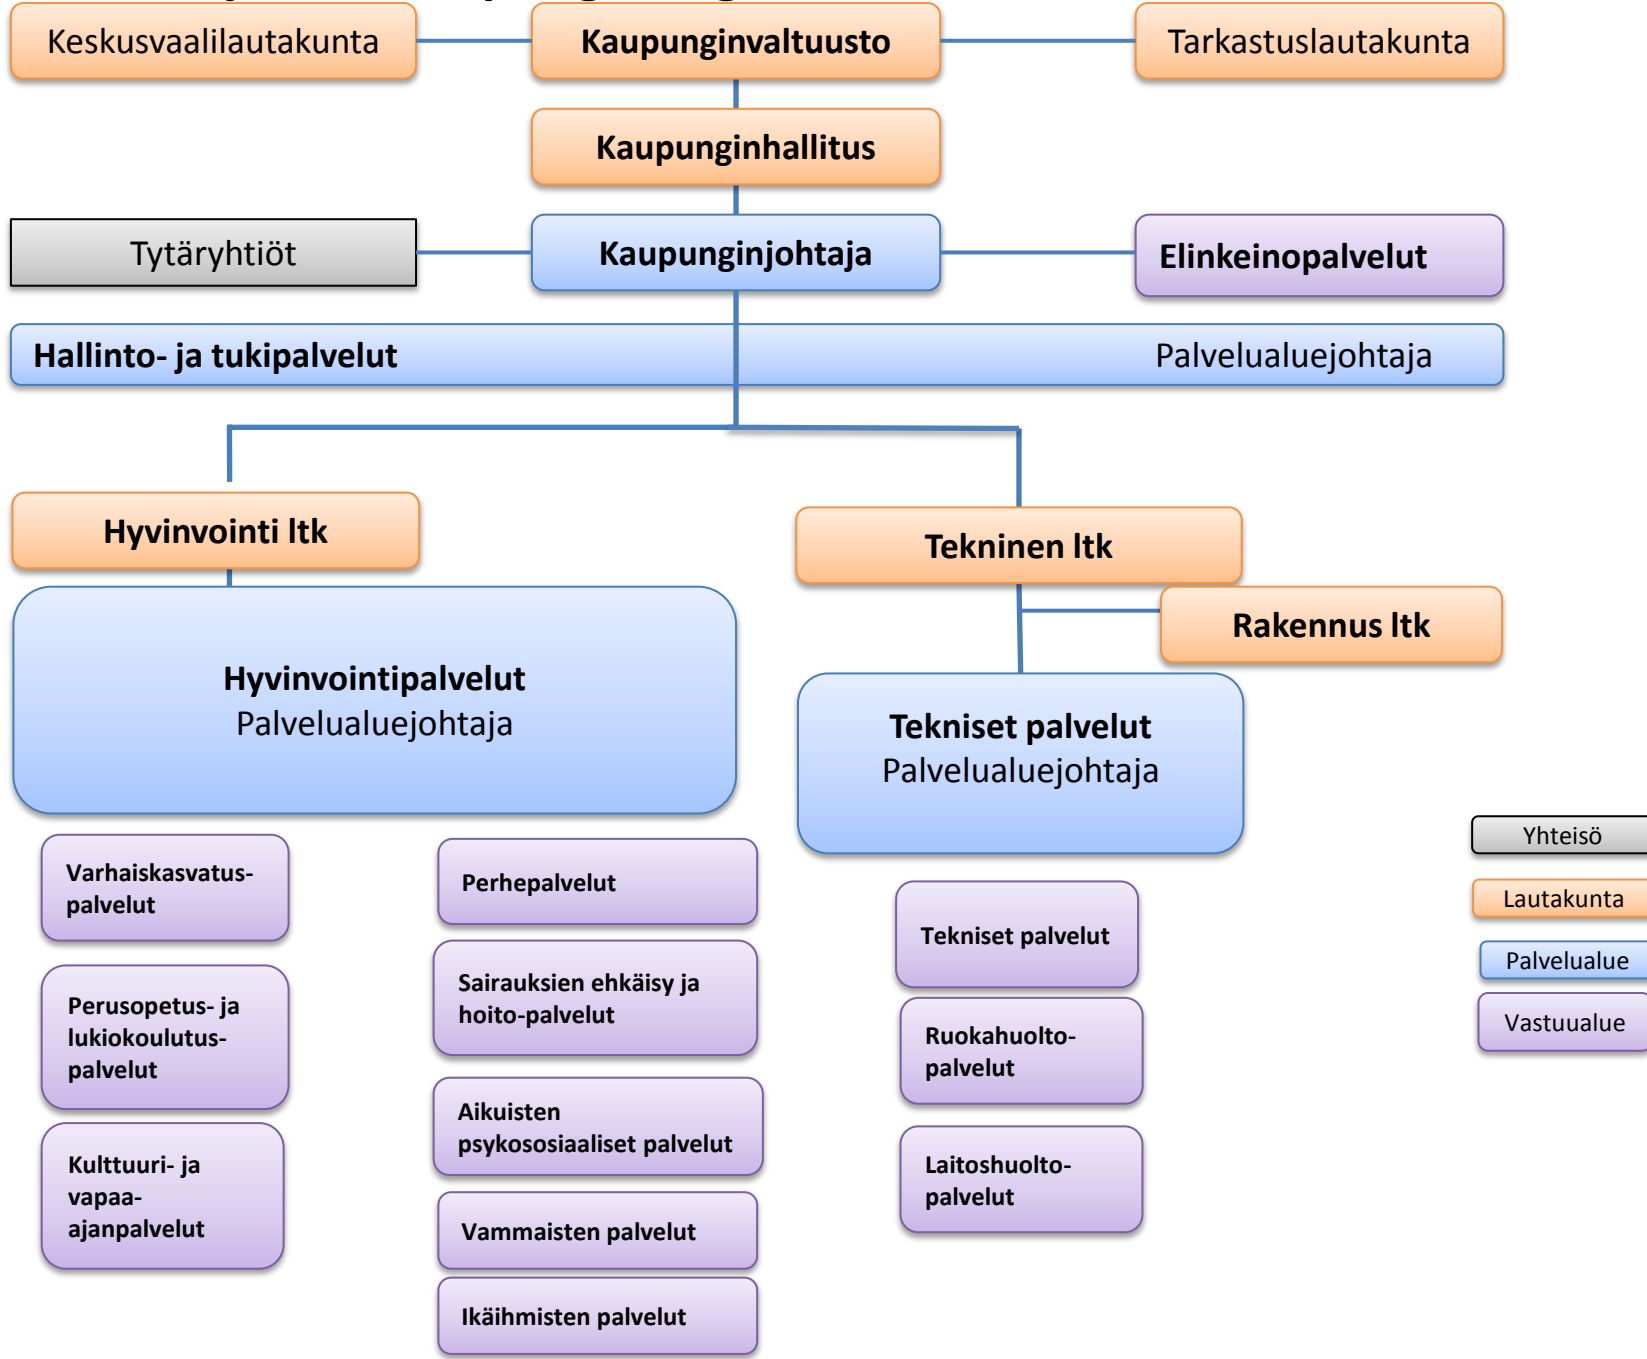 Keskusvaalilautakunta
Kaupunginvaltuusto
Tarkastuslautakunta
Kaupunginhallitus
Tytäryhtiöt
Kaupunginjohtaja
Elinkeinopalvelut
Hallinto- ja tukipalvelut
Palvelualuejohtaja
Hyvinvointi ltk
Tekninen ltk
Rakennus ltk
Hyvinvointipalvelut
Palvelualuejohtaja
Tekniset palvelut
Palvelualuejohtaja
Varhaiskasvatus-
palvelut
Perusopetus- ja
lukiokoulutus-
palvelut
Kulttuuri- ja
vapaa-
ajanpalvelut
Perhepalvelut
Sairauksien ehkäisy ja
hoito-palvelut
Aikuisten
psykososiaaliset palvelut
Vammaisten palvelut
Ikäihmisten palvelut
Tekniset palvelut
Ruokahuolto-
palvelut
Laitoshuolto-
palvelut
Yhteisö
Lautakunta
Palvelualue
Vastuualue